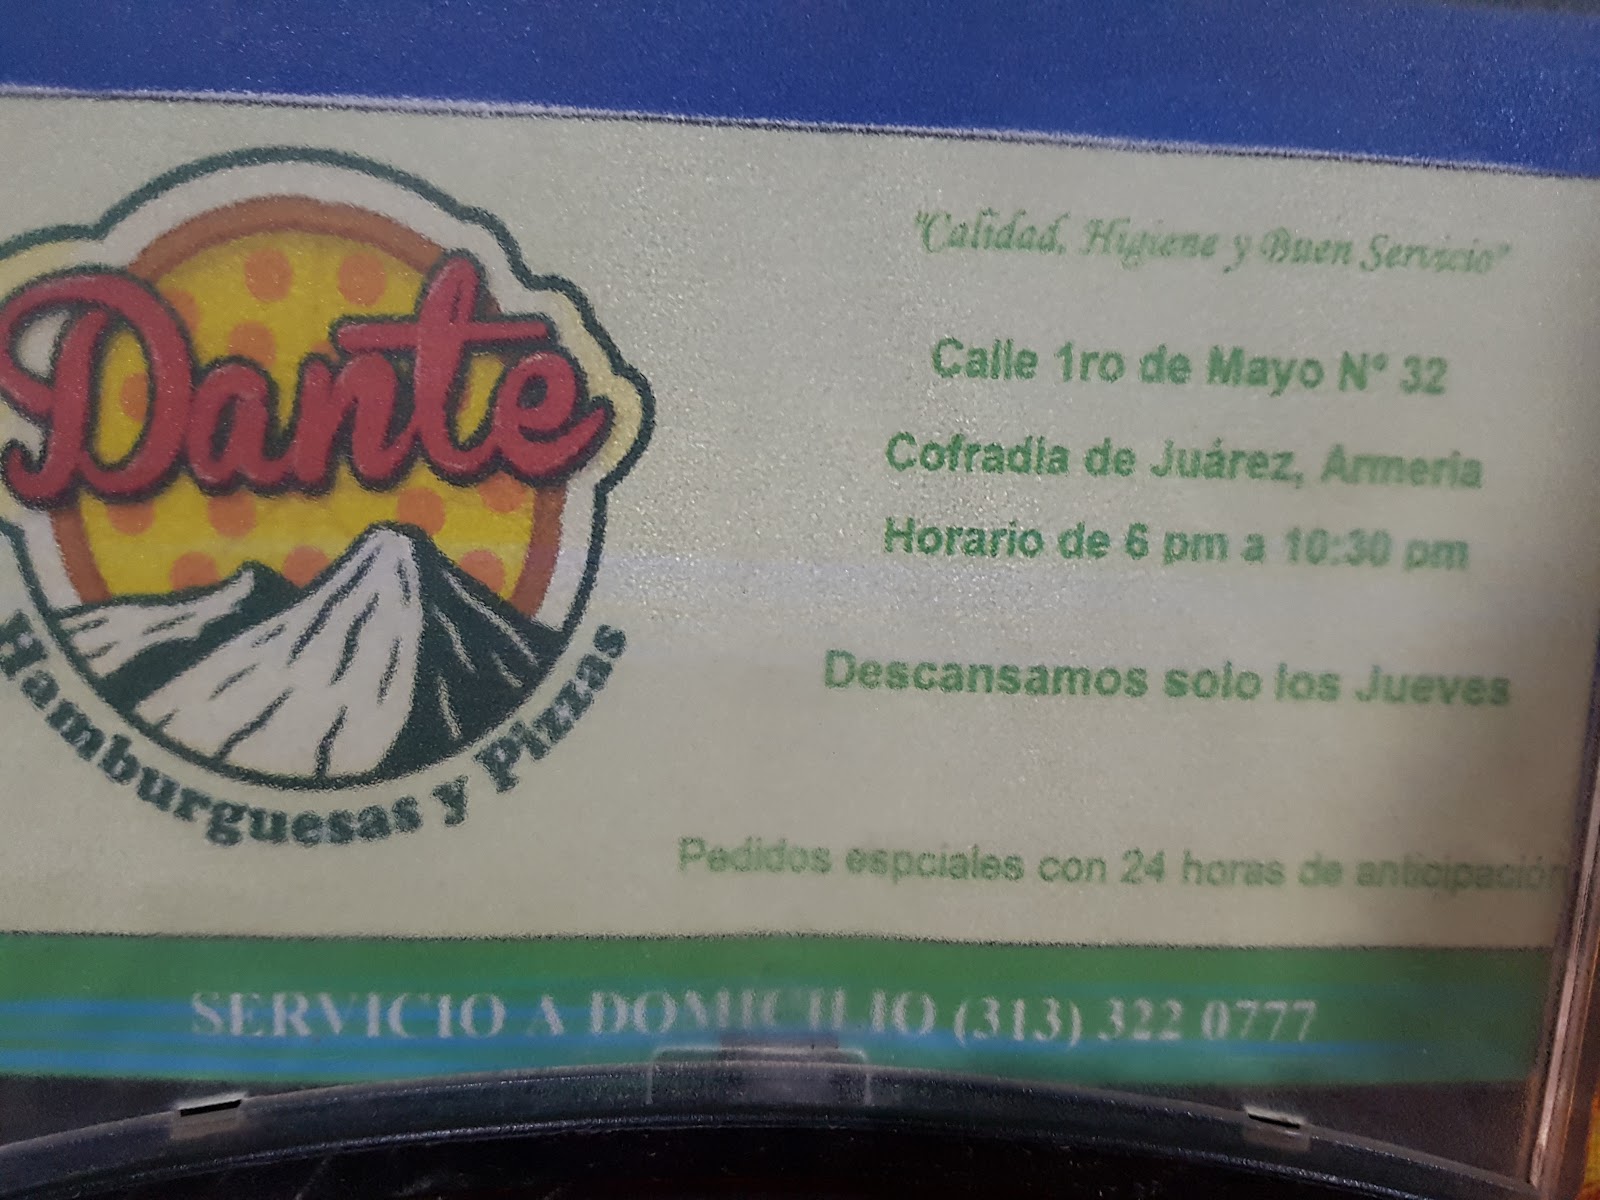 Dante
Hamburguesas y Pizzas
"Calidad, Higiene y Buen Servicio"
Calle 1ro de Mayo N° 32
Cofradia de Juárez, Armeria
Horario de 6 pm a 10:30 pm
Descansamos solo los Jueves
Pedidos espciales con 24 horas de anticipación
SERVICIO A DOMICILIO (313) 322 0777